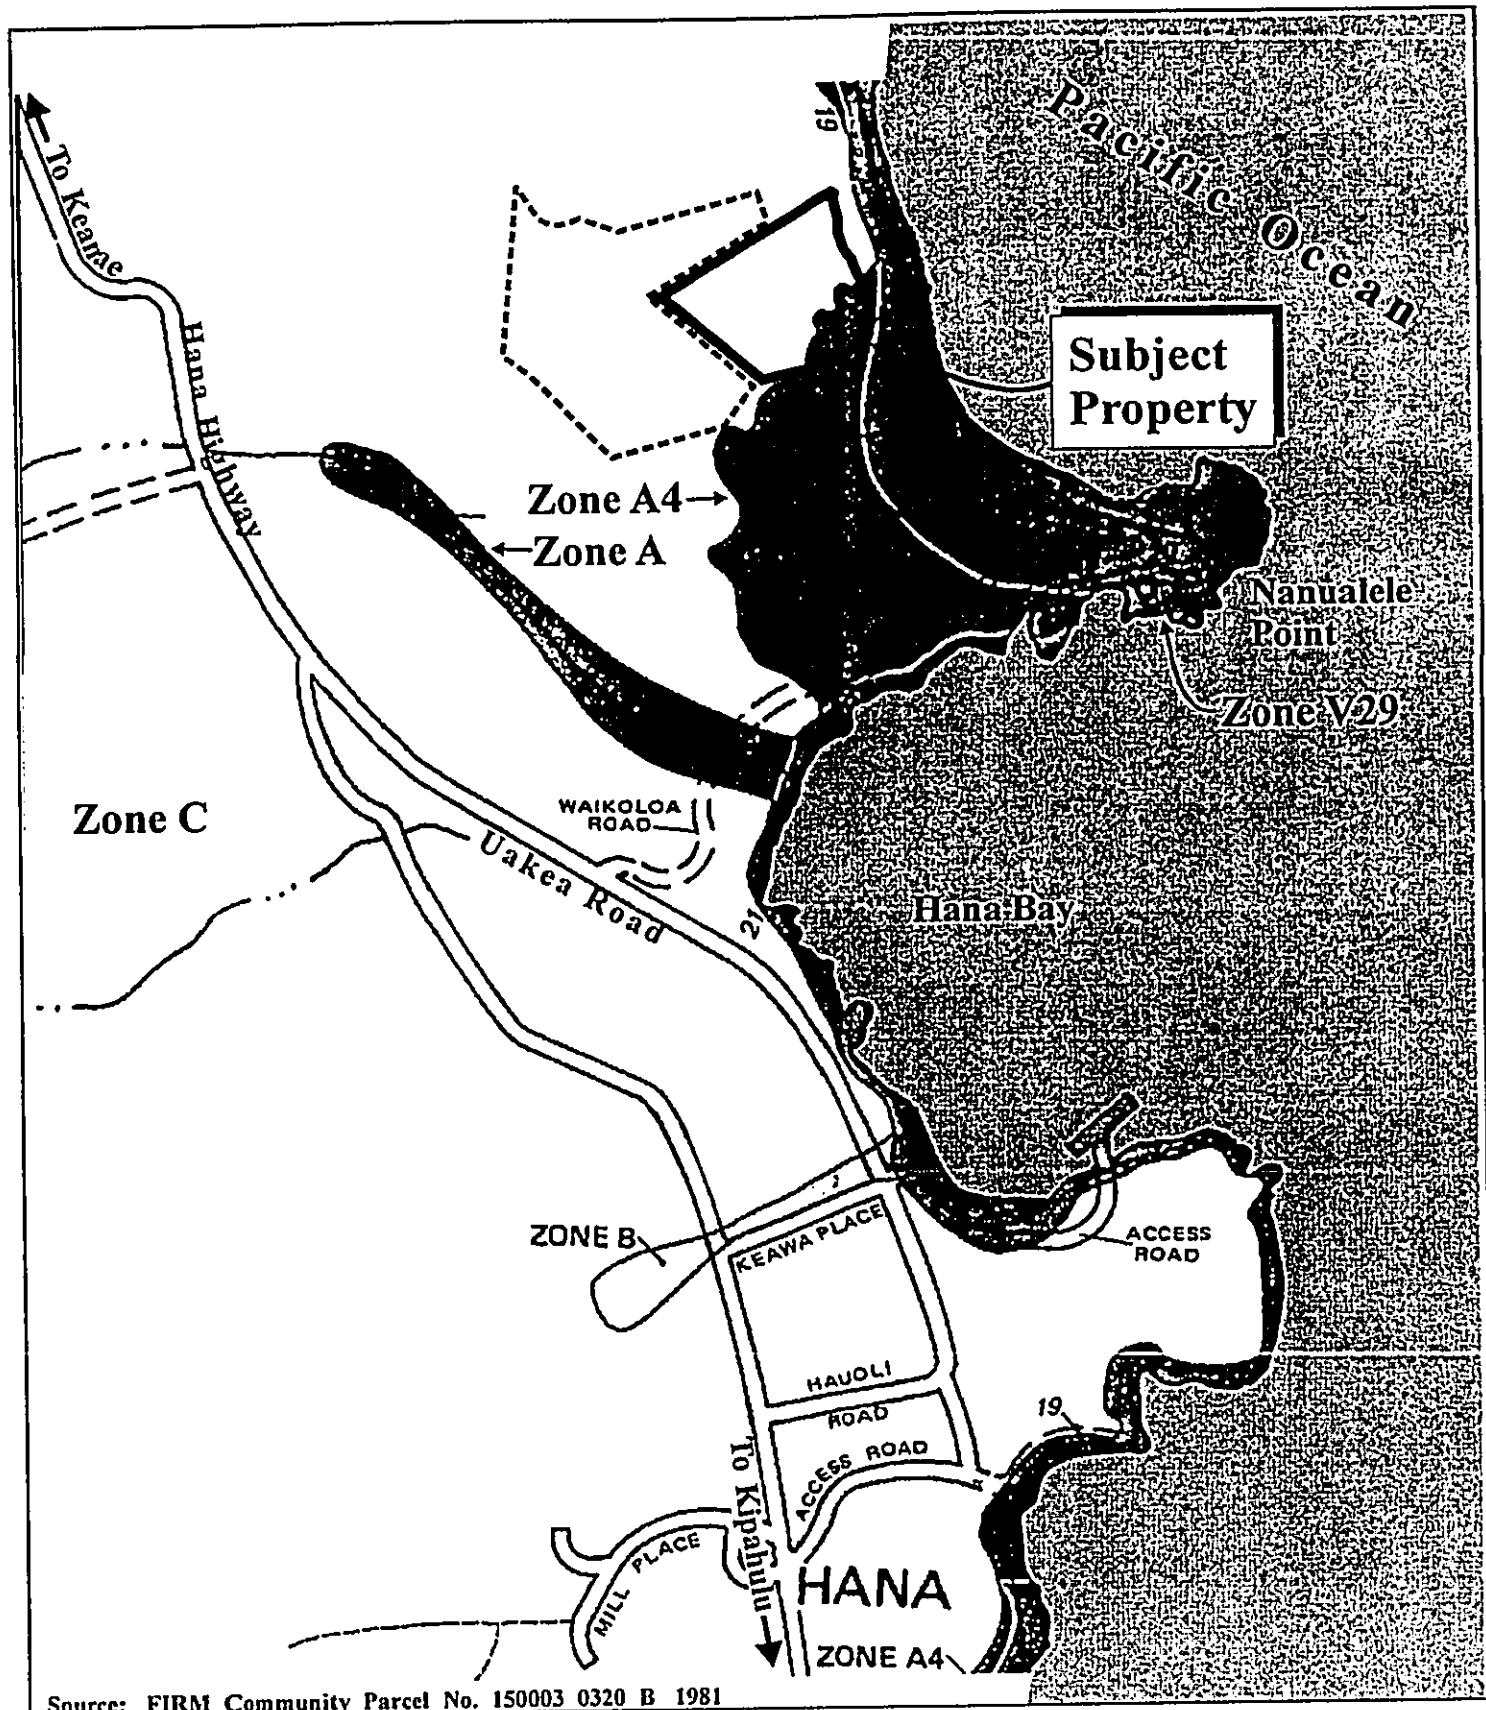 Pacific Ocean
19
To Keanae
Subject
Property
Hana Highway
Zone A4
Zone A
Nanualele
Point
Zone V29
WAIKOLOA
ROAD
Zone C
Uakea Road
21
Hana Bay
ZONE B
KEAWA PLACE
ACCESS
ROAD
HAUOLI
ROAD
19
To Kipahulu
ACCESS ROAD
MILL PLACE
HANA
ZONE A4
Source: FIRM Community Parcel No. 150003 0320 B 1981